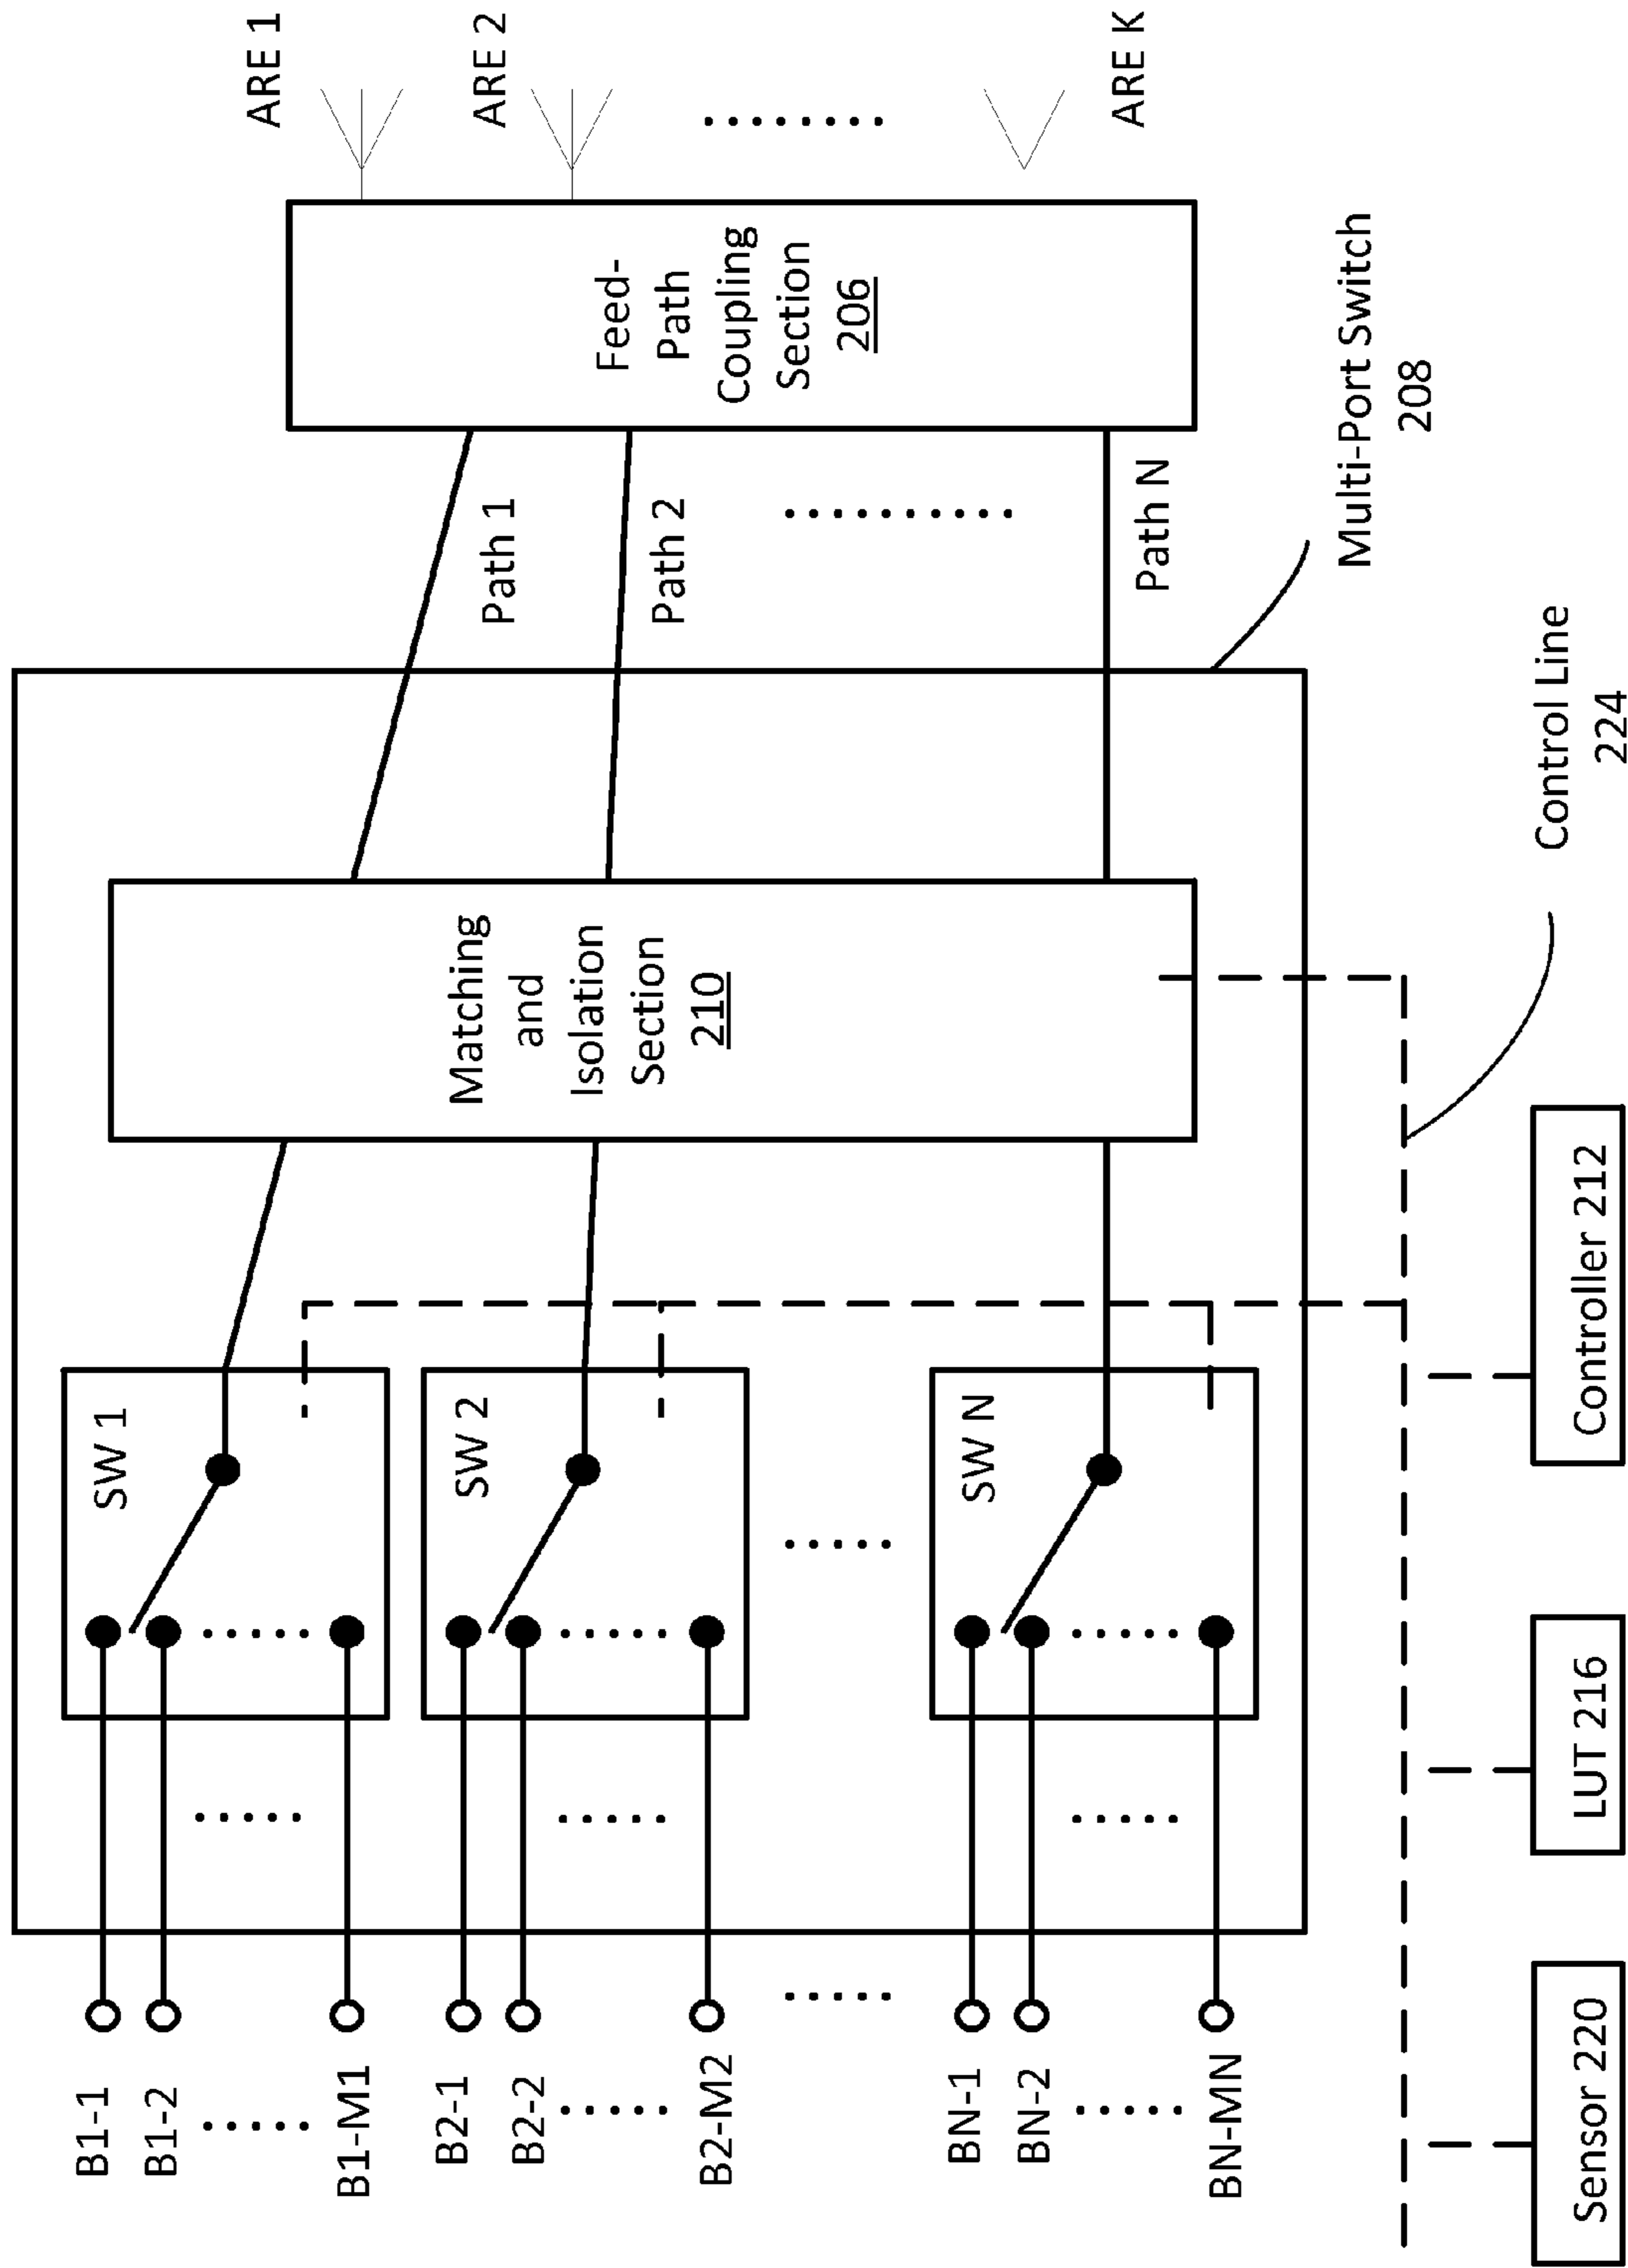 B1-1
B1-2
B1-M1
B2-1
B2-2
B2-M2
BN-1
BN-2
BN-MN
SW 1
SW 2
SW N
Matching
and
Isolation
Section
210
Path 1
Path 2
Path N
Feed-
Path
Coupling
Section
206
ARE 1
ARE 2
ARE K
Multi-Port Switch
208
Control Line
224
Sensor 220
LUT 216
Controller 212